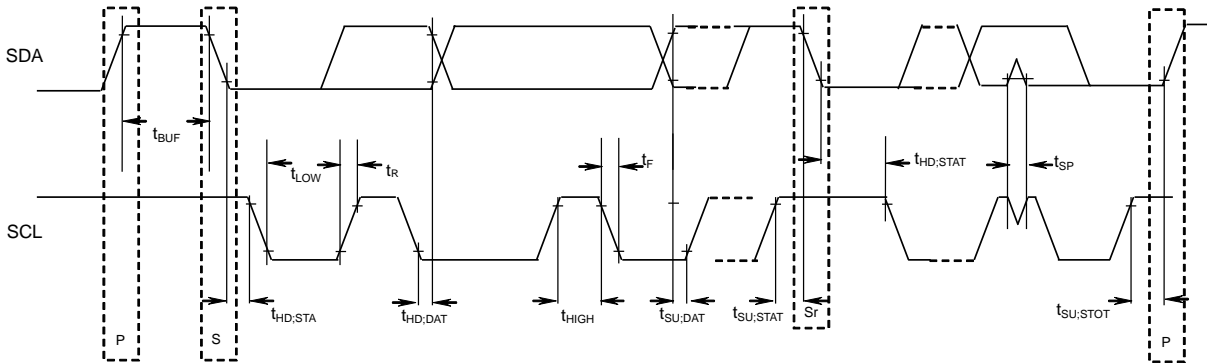 SDA
tBUF
tLOW
tR
tF
tHD;STAT
tSP
SCL
tHD;STA
tHD;DAT
tHIGH
tSU;DAT
tSU;STAT
Sr
tSU;STOT
P
S
P